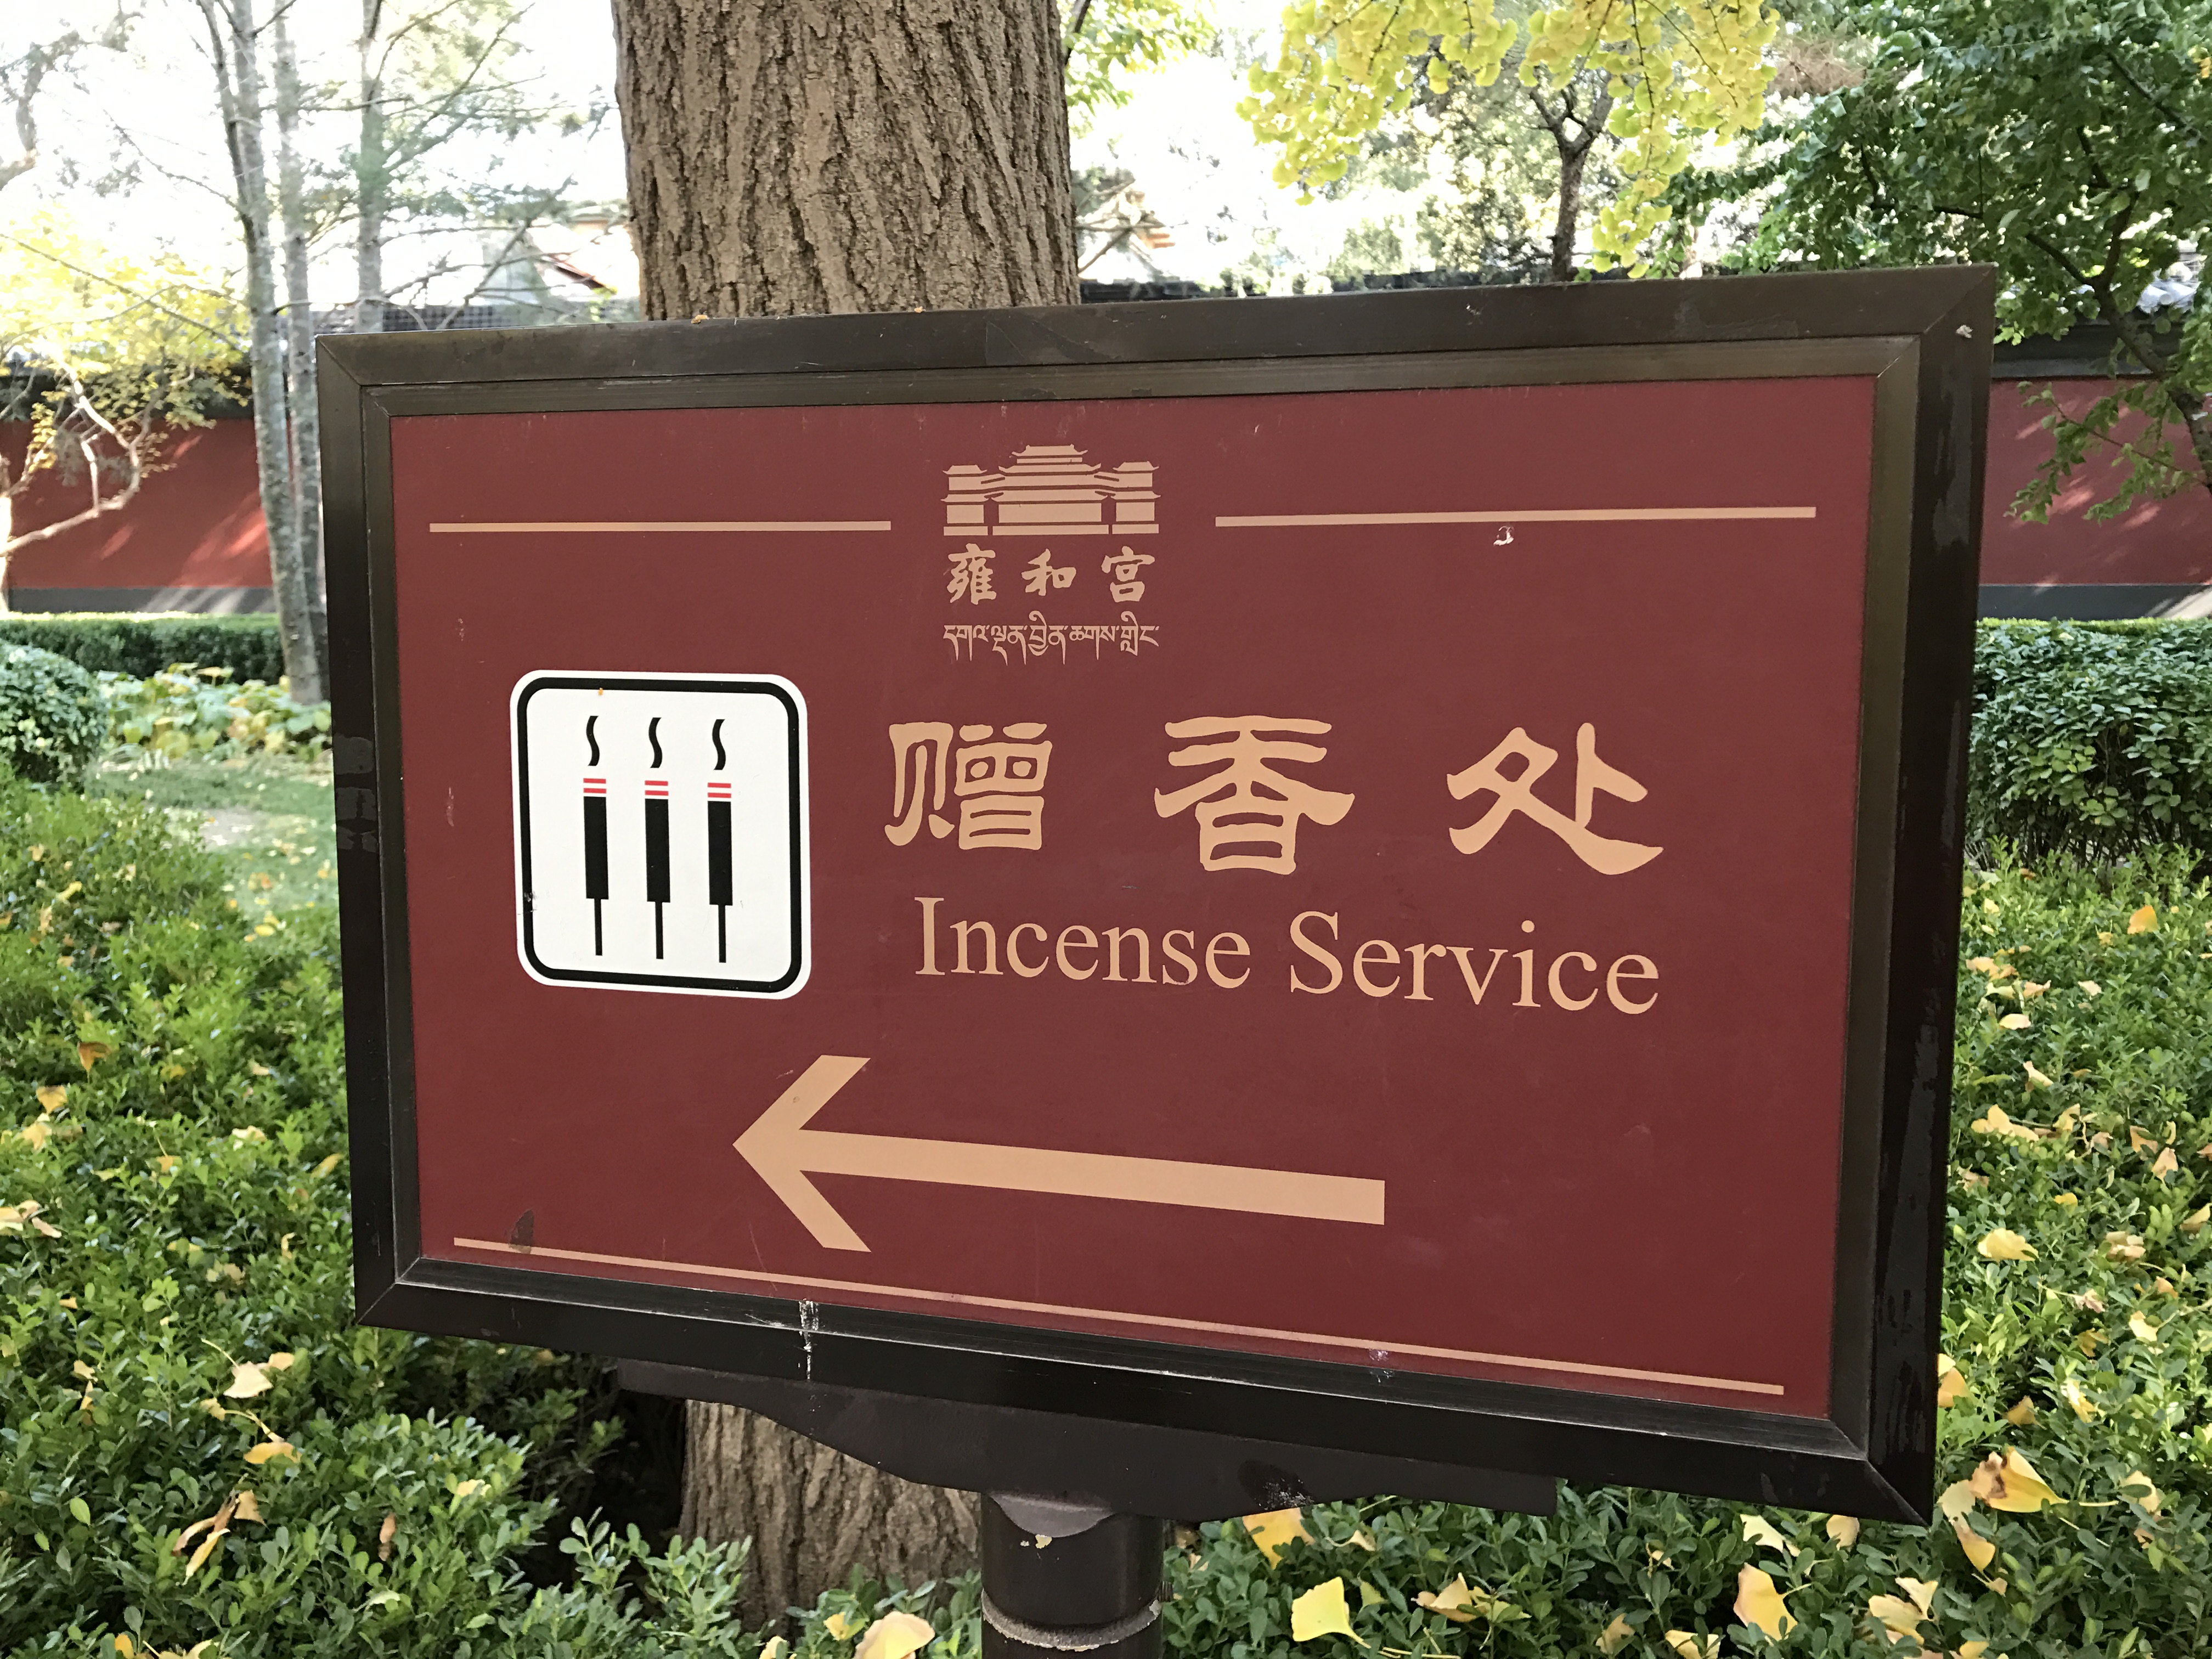 雍和宫
དགའ་ལྡན་བྱིན་ཆགས་གླིང་
赠香处
Incense Service